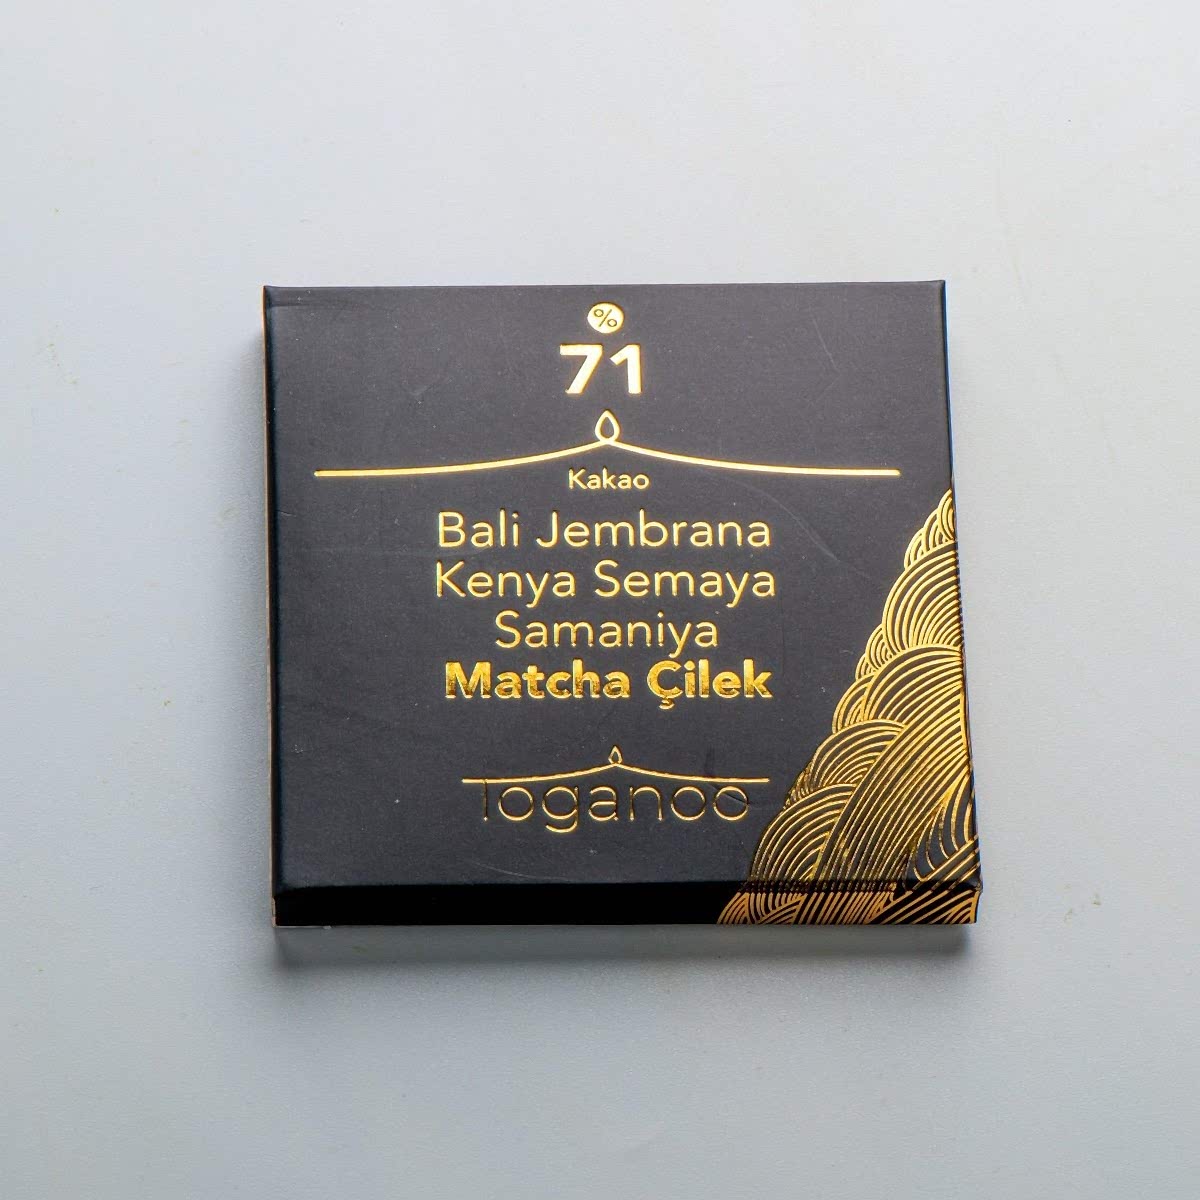 %
71
Kakao
Bali Jembrana
Kenya Semaya
Samaniya
Matcha Çilek
Toganoo